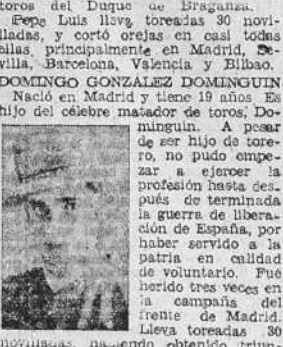 toros del Duque de Braganza.
Pepe Luis lleva toreadas 30 novi-
lladas, y cortó orejas en casi todas
ellas, principalmente en Madrid, Se-
villa, Barcelona, Valencia y Bilbao.
DOMINGO GONZALEZ DOMINGUIN
Nació en Madrid y tiene 19 años Es
hijo del célebre matador de toros, Do-
minguin. A pesar
de ser hijo de tore-
ro, no pudo empe-
zar a ejercer la
profesión hasta des-
pués de terminada
la guerra de libera-
ción de España, por
haber servido a la
patria en calidad
de voluntario. Fué
herido tres veces en
la campaña del
frente de Madrid.
Lleva toreadas 30
novilladas, habiendo obtenido triun-